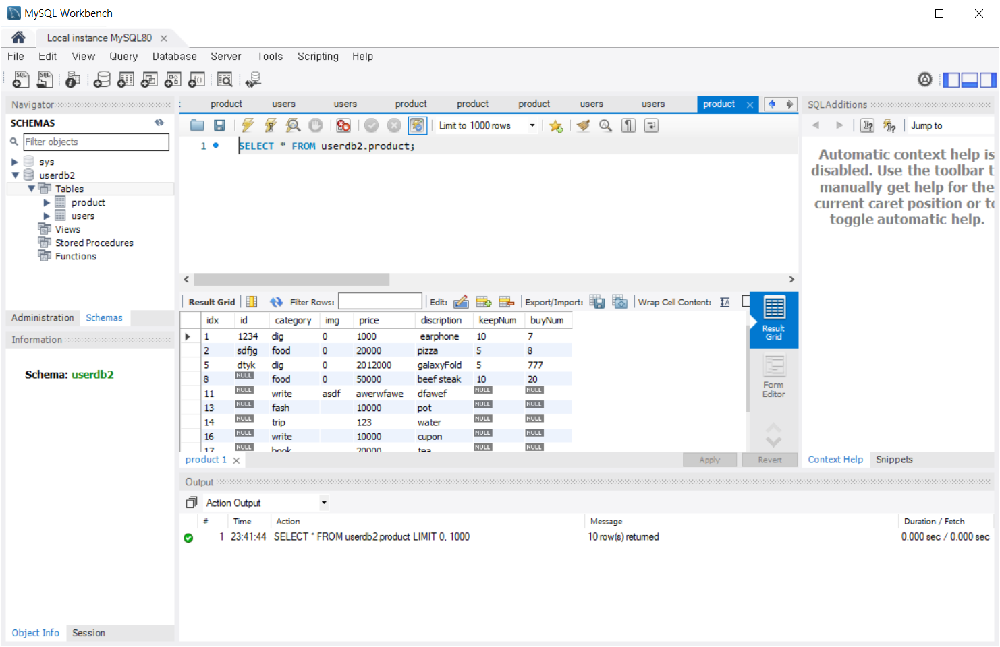 MySQL Workbench
Local instance MySQL80
File Edit View Query Database Server Tools Scripting Help
Navigator
SCHEMAS
Filter objects
sys
userdb2
Tables
product
users
Views
Stored Procedures
Functions
Administration Schemas
Information
Schema: userdb2
Object Info Session
product users users product product product users users product
Limit to 1000 rows
1 SELECT * FROM userdb2.product;
Result Grid Filter Rows: Edit: Export/Import: Wrap Cell Content:
idx id category img price discription keepNum buyNum
1 1234 dig 0 1000 earphone 10 7
2 sdfjg food 0 20000 pizza 5 8
5 dtyk dig 0 2012000 galaxyFold 5 777
8 NULL food 0 50000 beef steak 10 20
11 NULL write asdf awerwfawe dfawef NULL NULL
13 NULL fash 10000 pot NULL NULL
14 NULL trip 123 water NULL NULL
16 NULL write 10000 cupon NULL NULL
17 NULL book 20000 tea NULL NULL
Result
Grid
Form
Editor
product 1
Apply Revert
SQLAdditions
Jump to
Automatic context help is
disabled. Use the toolbar t
manually get help for the
current caret position or to
toggle automatic help.
Context Help Snippets
Output
Action Output
# Time Action Message Duration / Fetch
1 23:41:44 SELECT * FROM userdb2.product LIMIT 0, 1000 10 row(s) returned 0.000 sec / 0.000 sec